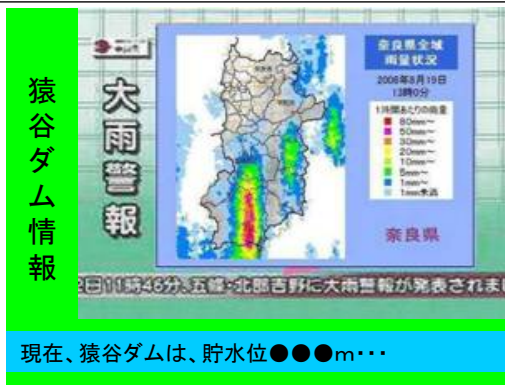 猿谷ダム情報
大雨警報
奈良県全域
雨量状況
2008年8月19日
13時0分
1時間あたりの雨量
80mm～
50mm～
30mm～
20mm～
10mm～
5mm～
1mm～
1mm未満
奈良県
2日11時46分、五條・北部吉野に大雨警報が発表されまし
現在、猿谷ダムは、貯水位●●●m・・・